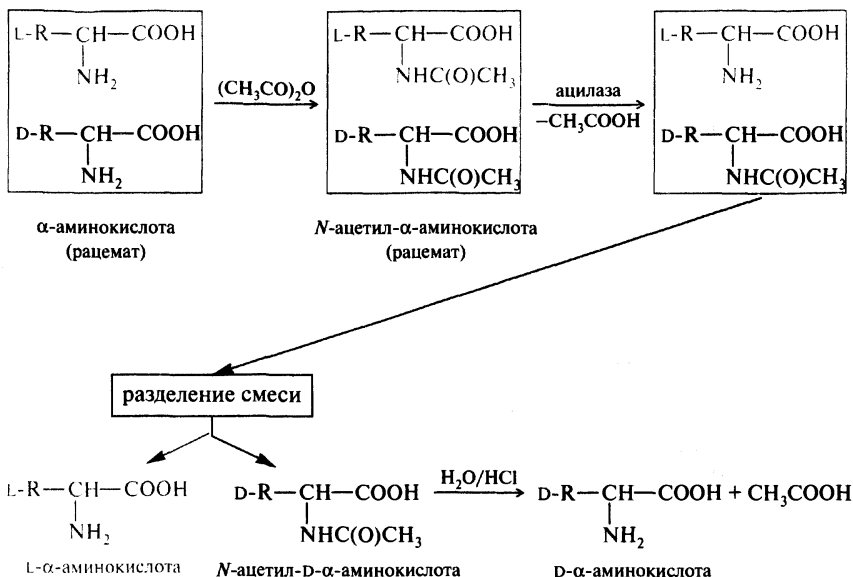 L-R—CH—COOH
NH₂
D-R—CH—COOH
NH₂
α-аминокислота
(рацемат)
(CH₃CO)₂O
L-R—CH—COOH
NHC(O)CH₃
D-R—CH—COOH
NHC(O)CH₃
N-ацетил-α-аминокислота
(рацемат)
ацилаза
−CH₃COOH
L-R—CH—COOH
NH₂
D-R—CH—COOH
NHC(O)CH₃
разделение смеси
L-R—CH—COOH
NH₂
L-α-аминокислота
D-R—CH—COOH
NHC(O)CH₃
N-ацетил-D-α-аминокислота
H₂O/HCl
D-R—CH—COOH + CH₃COOH
NH₂
D-α-аминокислота